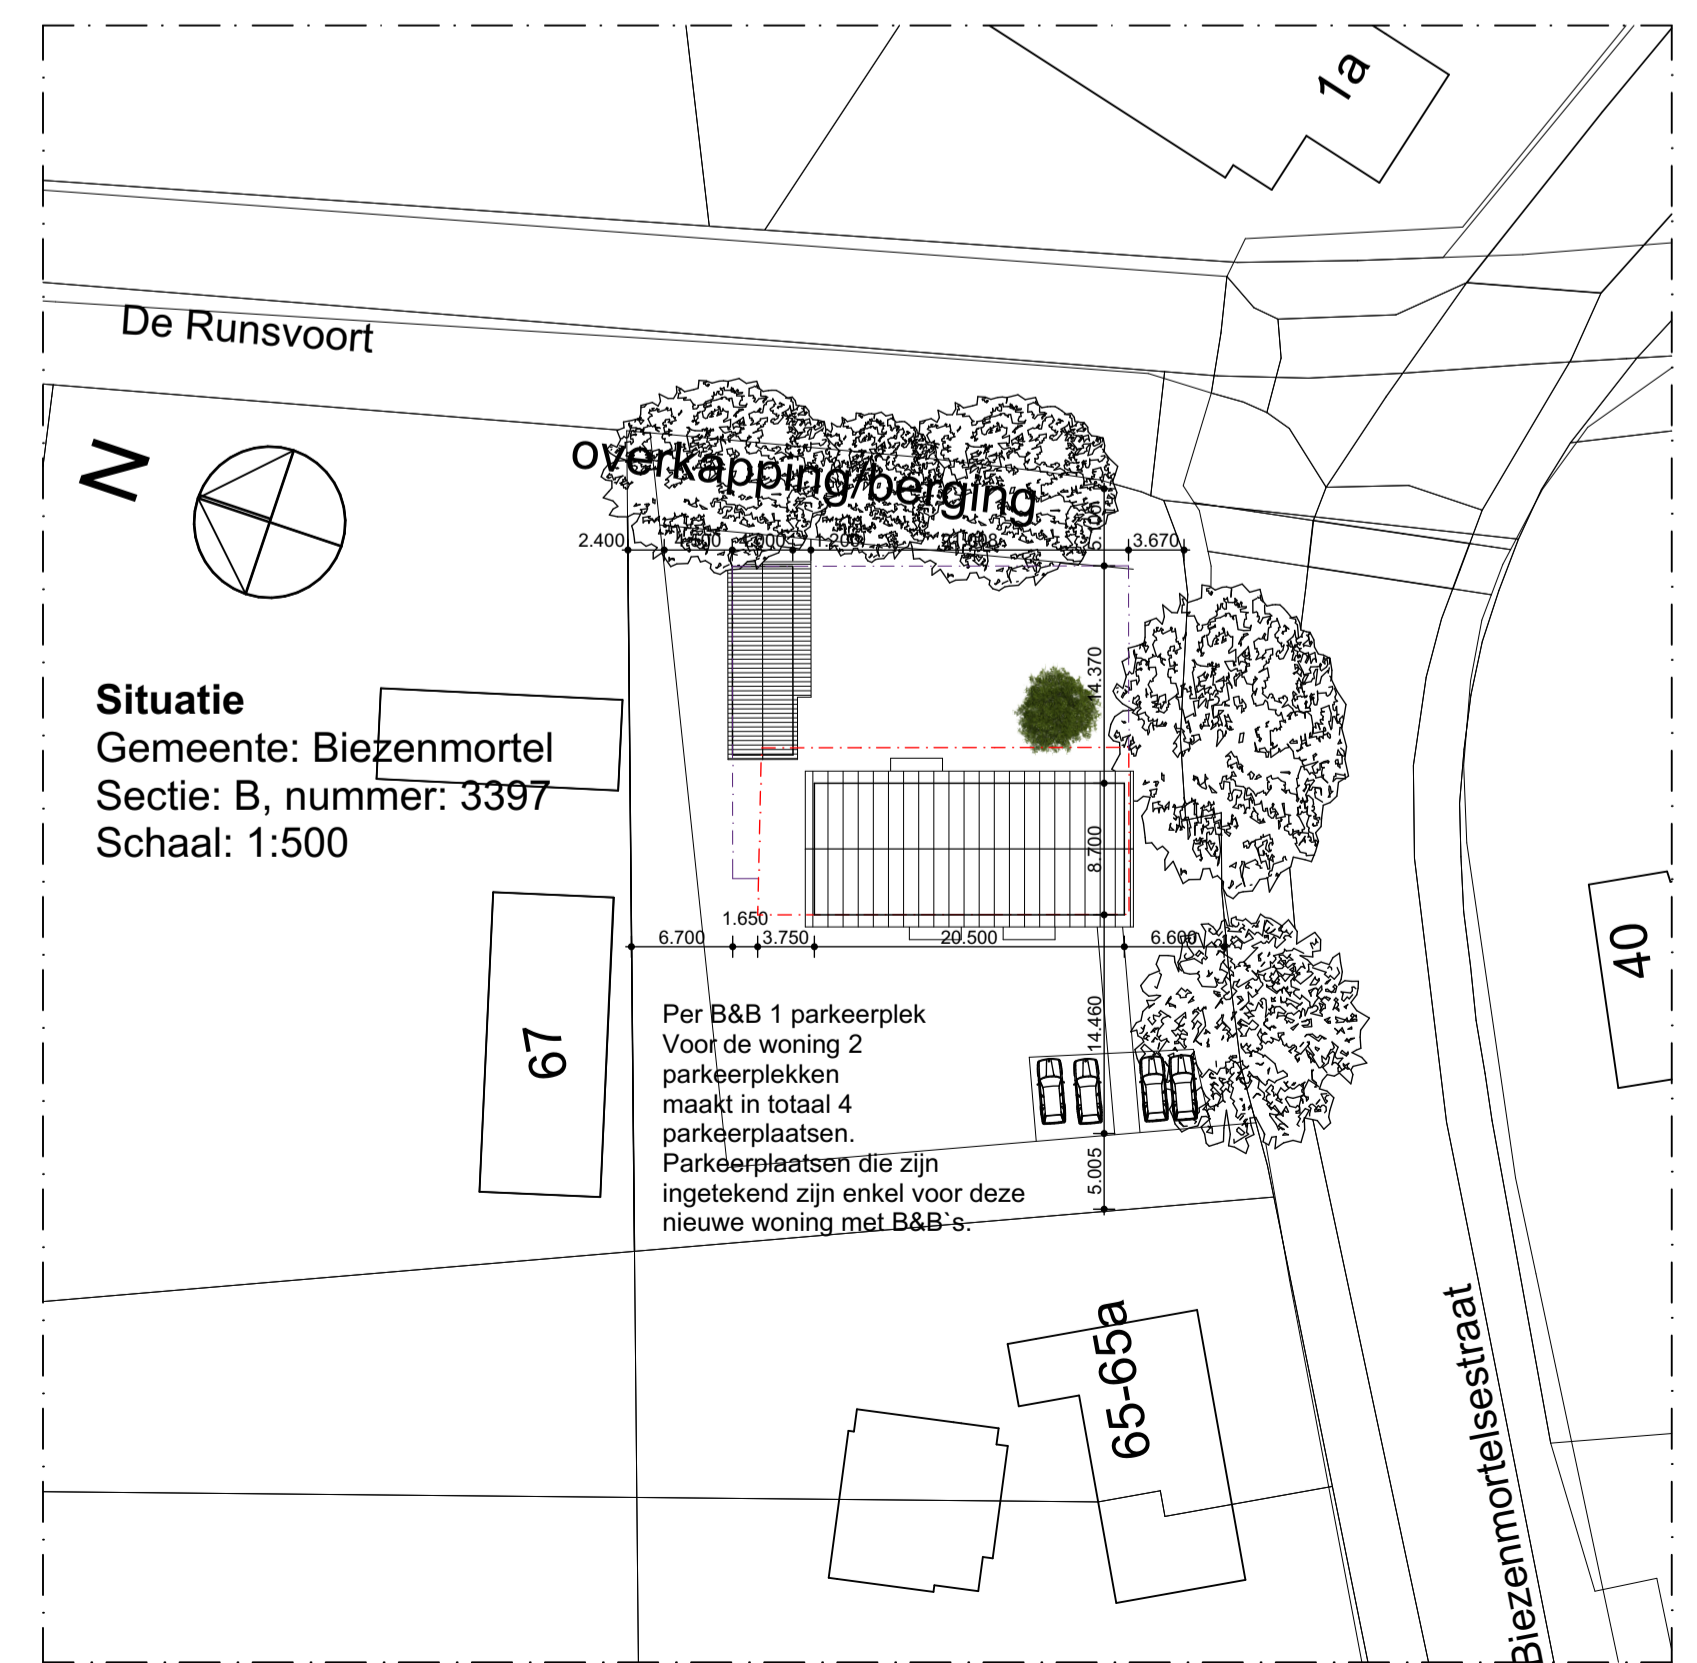 1a
De Runsvoort
N
overkapping/berging
2.400
1.200
3.670
14.370
Situatie
Gemeente: Biezenmortel
Sectie: B, nummer: 3397
Schaal: 1:500
8.700
1.650
6.700
3.750
20.500
6.600
40
67
14.460
Per B&B 1 parkeerplek
Voor de woning 2
parkeerplekken
maakt in totaal 4
parkeerplaatsen.
Parkeerplaatsen die zijn
ingetekend zijn enkel voor deze
nieuwe woning met B&B`s.
5.005
65-65a
Biezenmortelsestraat